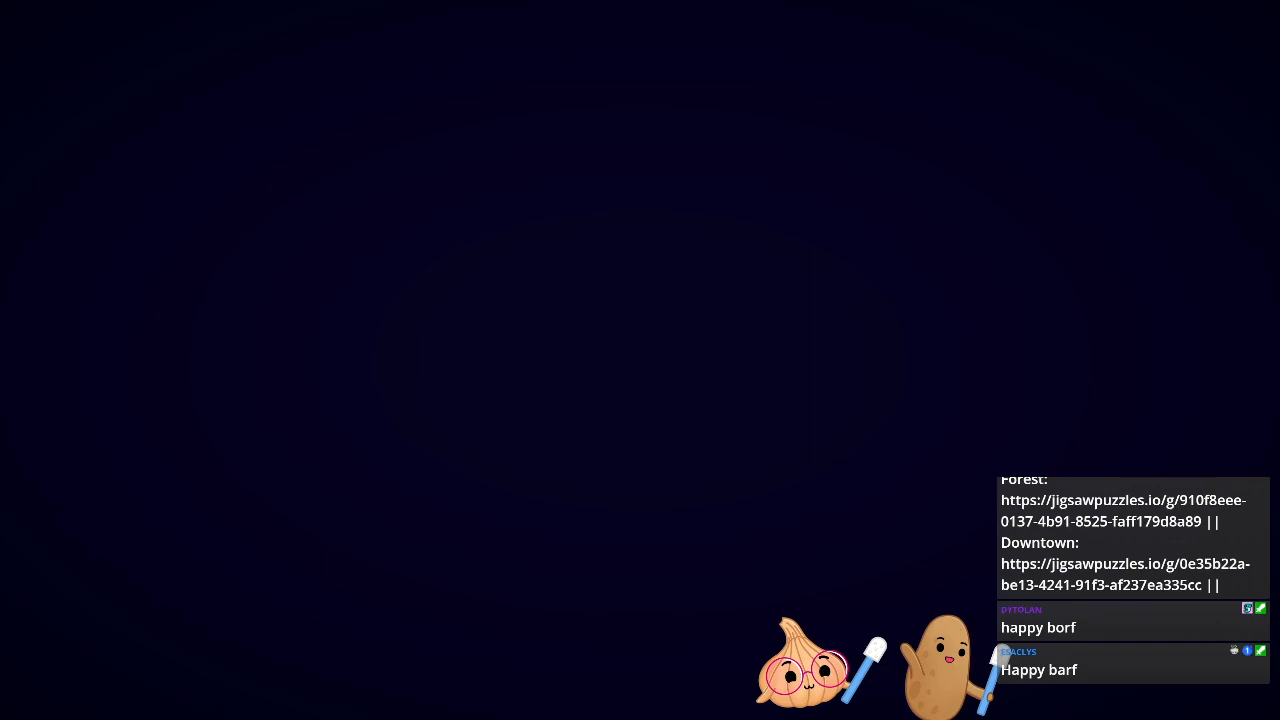 Forest:
https://jigsawpuzzles.io/g/910f8eee-
0137-4b91-8525-faff179d8a89 ||
Downtown:
https://jigsawpuzzles.io/g/0e35b22a-
be13-4241-91f3-af237ea335cc ||
DYTOLAN
happy borf
Happy barf